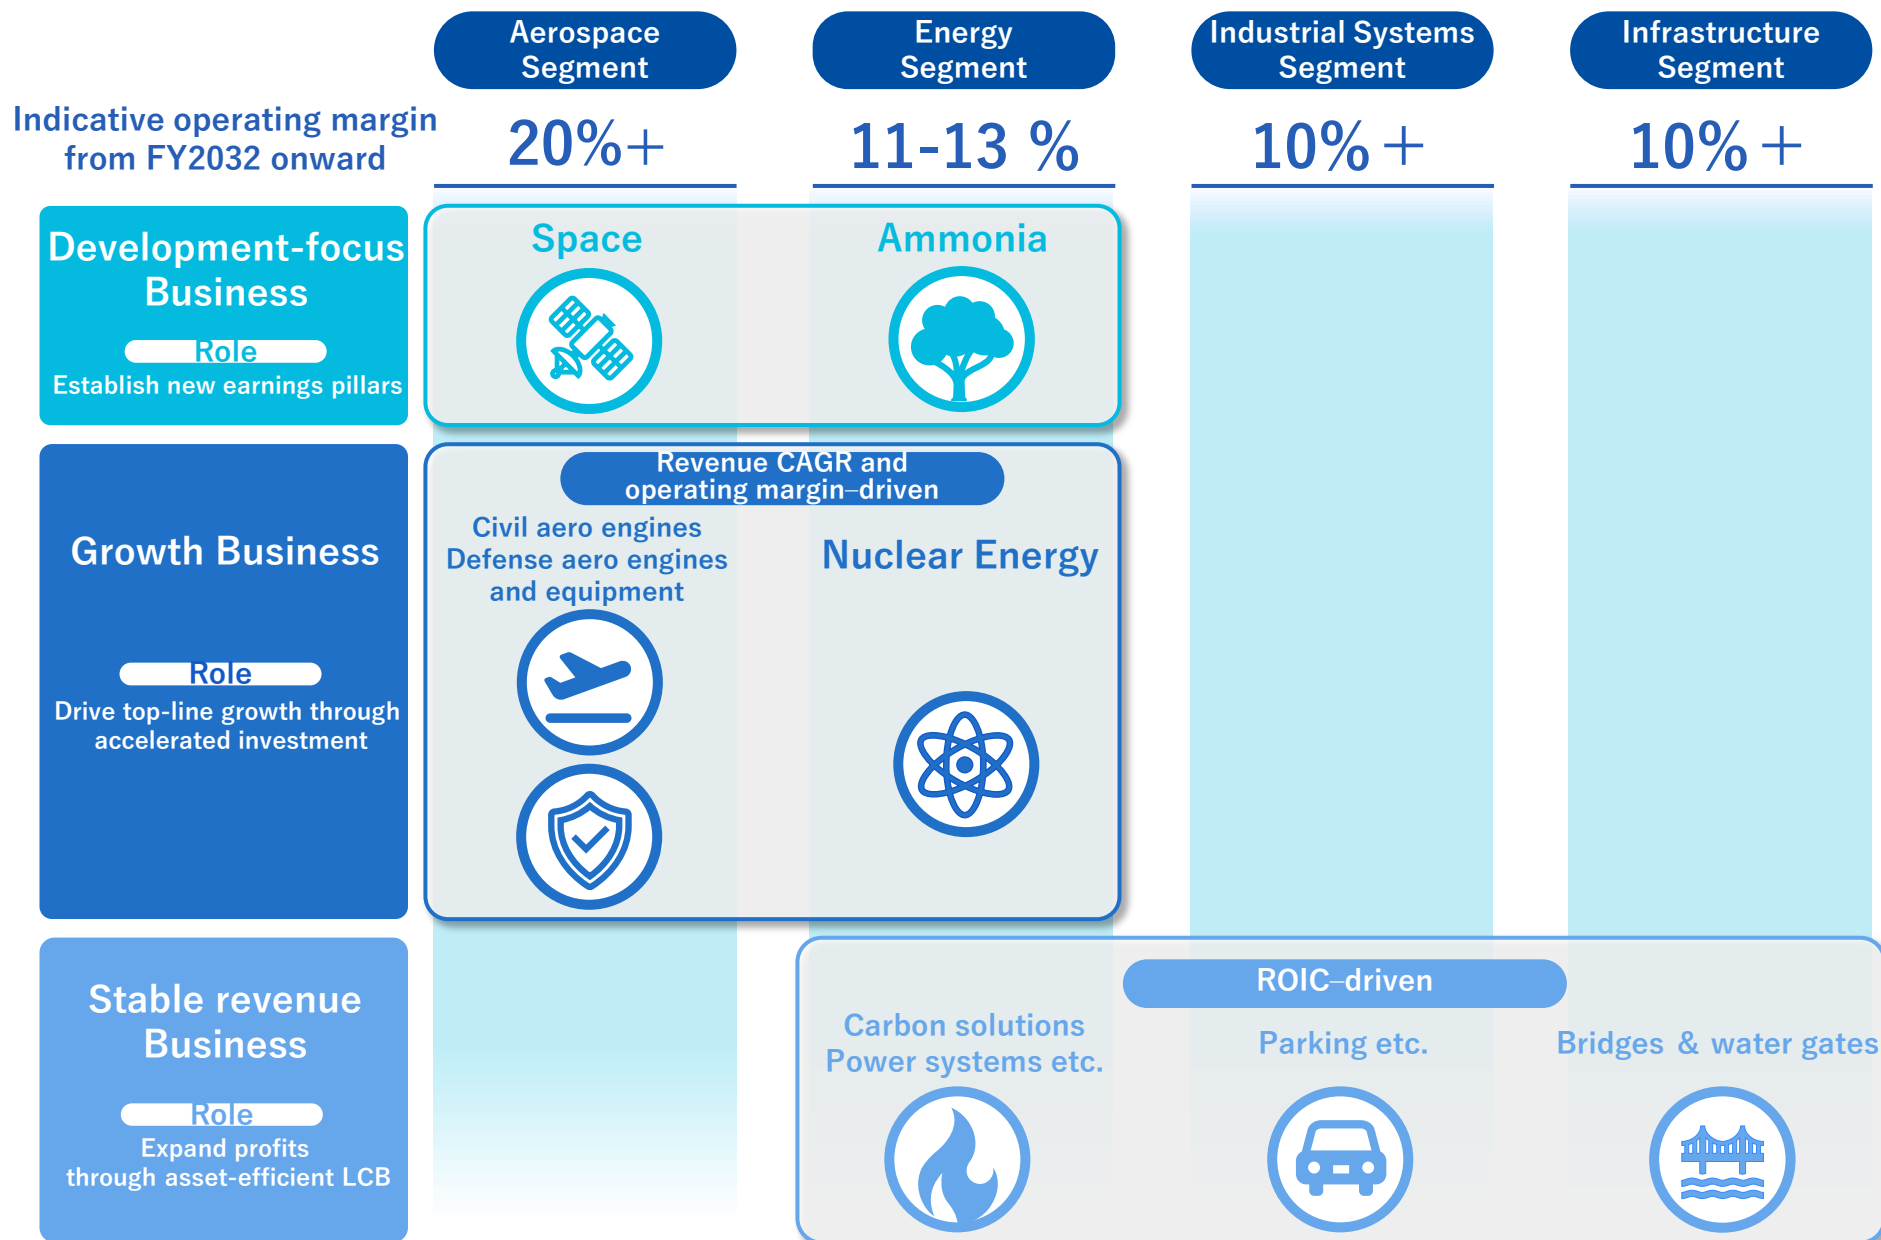 Aerospace
Segment
Energy
Segment
Industrial Systems
Segment
Infrastructure
Segment
Indicative operating margin
from FY2032 onward
20%+
11-13 %
10%+
10%+
Development-focus
Business
Role
Establish new earnings pillars
Space
Ammonia
Growth Business
Role
Drive top-line growth through
accelerated investment
Revenue CAGR and
operating margin–driven
Civil aero engines
Defense aero engines
and equipment
Nuclear Energy
Stable revenue
Business
Role
Expand profits
through asset-efficient LCB
ROIC–driven
Carbon solutions
Power systems etc.
Parking etc.
Bridges & water gates